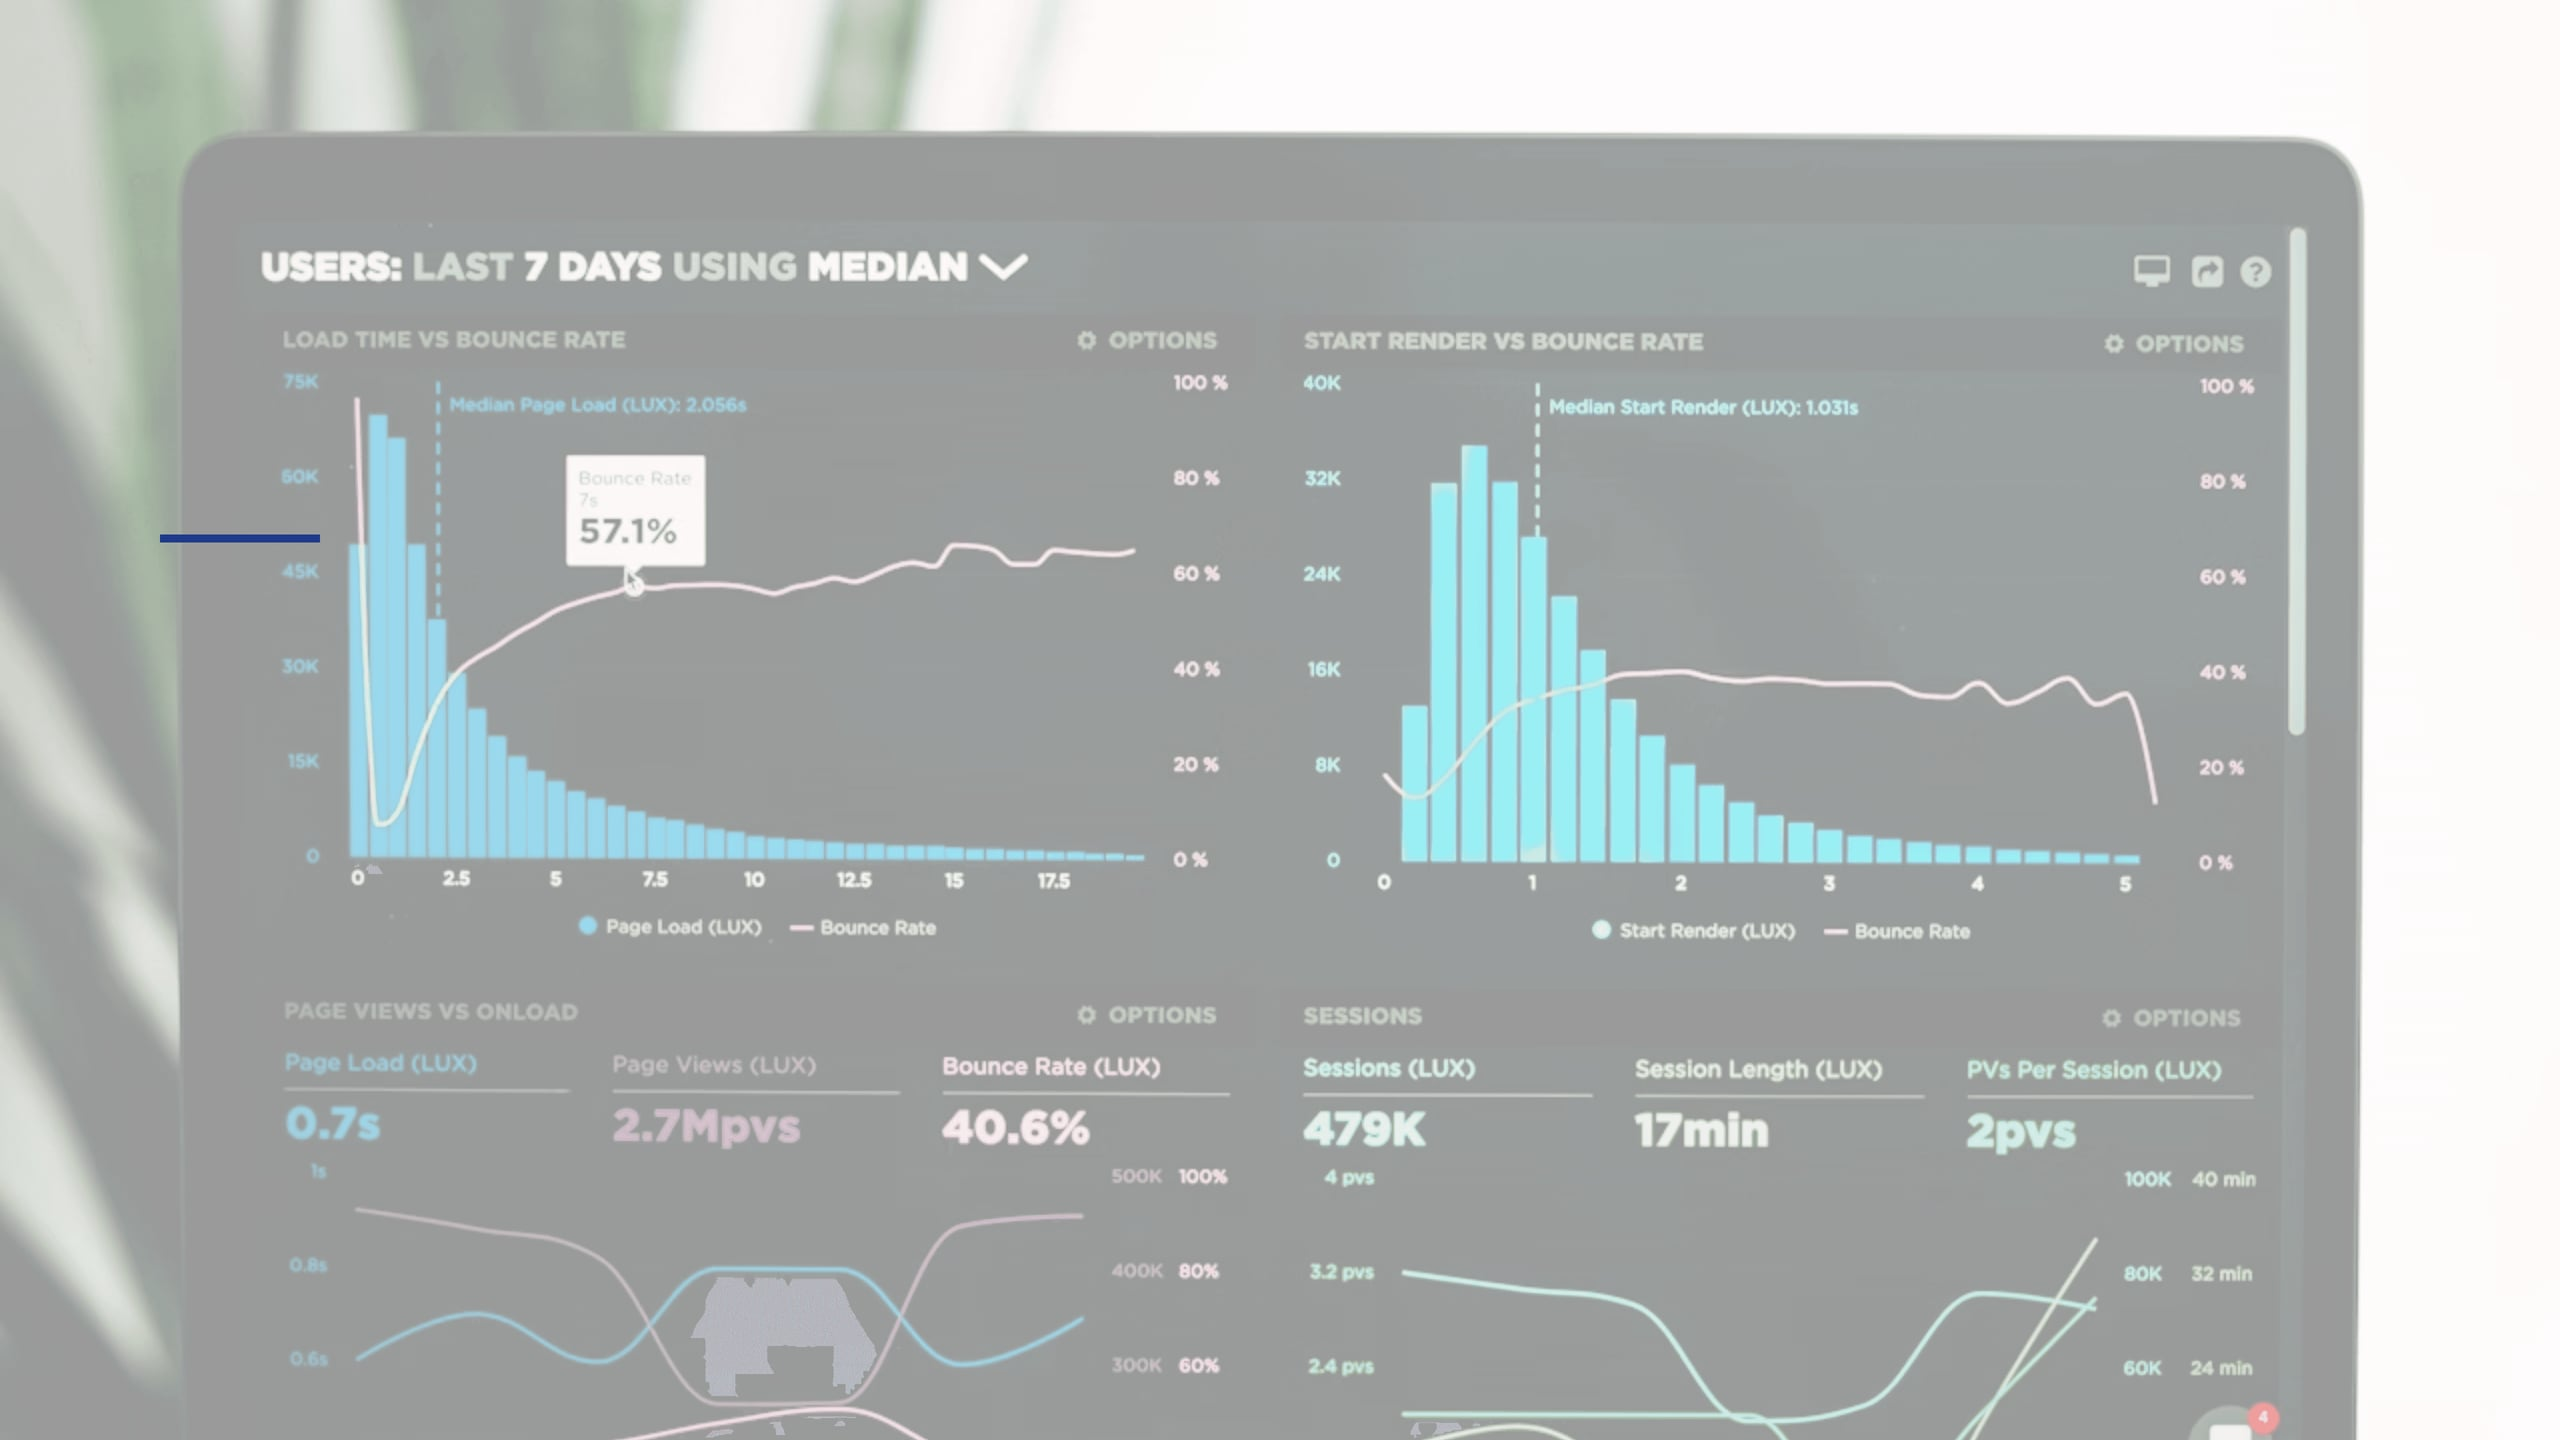 USERS: LAST 7 DAYS USING MEDIAN
LOAD TIME VS BOUNCE RATE
OPTIONS
75K
50K
45K
30K
15K
0
Median Page Load (LUX): 2.056s
Bounce Rate
7s
57.1%
100 %
80 %
60 %
40 %
20 %
0 %
0 2.5 5 7.5 10 12.5 15 17.5
Page Load (LUX) Bounce Rate
START RENDER VS BOUNCE RATE
OPTIONS
40K
32K
24K
16K
8K
0
Median Start Render (LUX): 1.031s
100 %
80 %
60 %
40 %
20 %
0 %
0 1 2 3 4 5
Start Render (LUX) Bounce Rate
PAGE VIEWS VS ONLOAD
OPTIONS
Page Load (LUX)
0.7s
Page Views (LUX)
2.7Mpvs
Bounce Rate (LUX)
40.6%
1s
0.8s
0.6s
500K 100%
400K 80%
300K 60%
SESSIONS
OPTIONS
Sessions (LUX)
479K
Session Length (LUX)
17min
PVs Per Session (LUX)
2pvs
4 pvs
3.2 pvs
2.4 pvs
100K 40 min
80K 32 min
60K 24 min
4